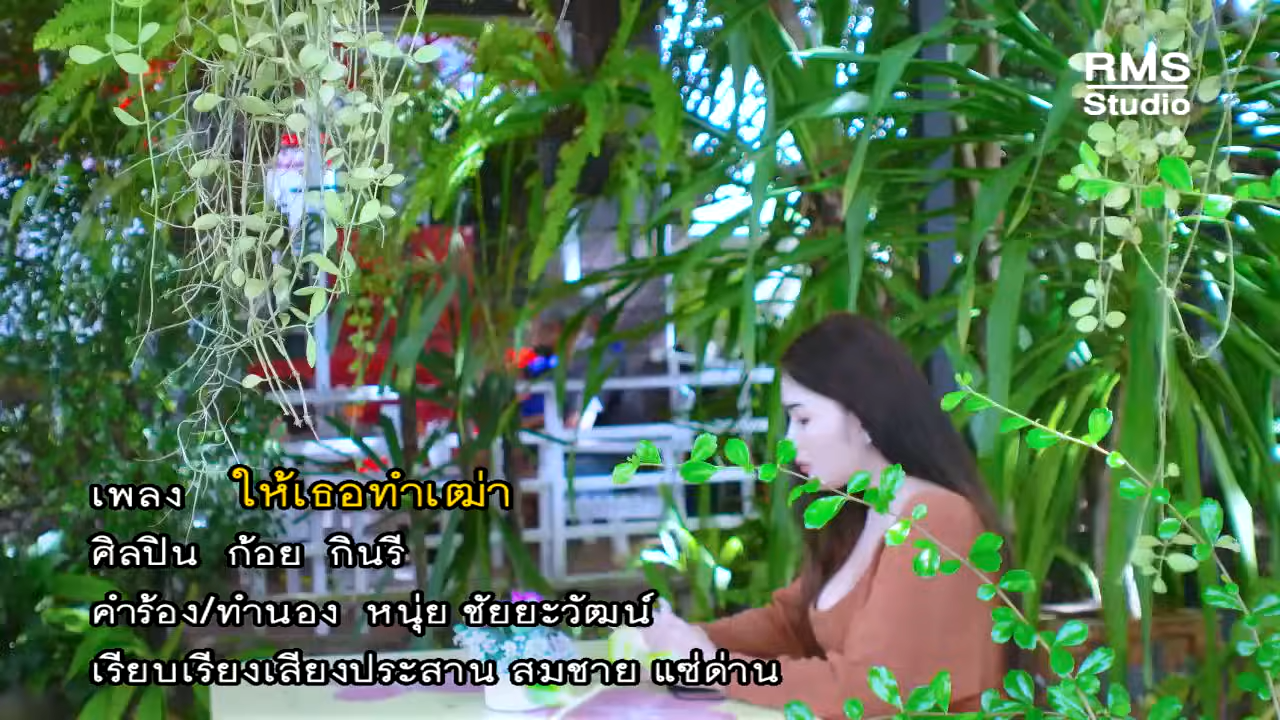 RMS
Studio
เพลง ให้เธอทำเฒ่า
ศิลปิน ก้อย กินรี
คำร้อง/ทำนอง หนุ่ย ชัยยะวัฒน์
เรียบเรียงเสียงประสาน สมชาย แซ่ด่าน